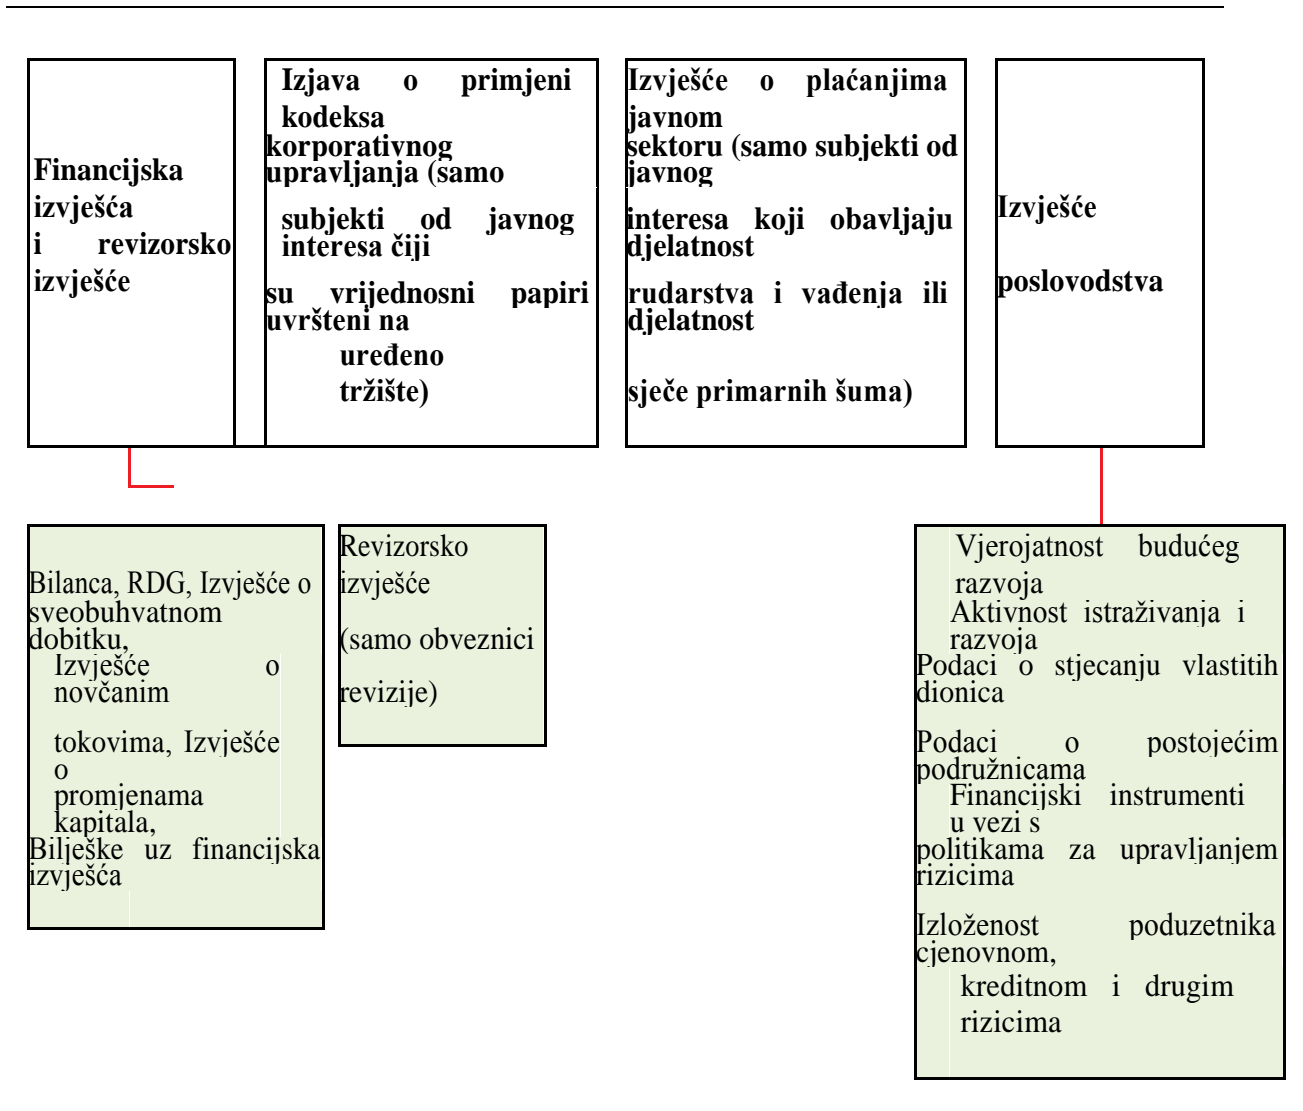 Financijska
izvješća
i revizorsko
izvješće
Izjava o primjeni
kodeksa
korporativnog
upravljanja (samo
subjekti od javnog
interesa čiji
su vrijednosni papiri
uvršteni na
uređeno
tržište)
Izvješće o plaćanjima
javnom
sektoru (samo subjekti od
javnog
interesa koji obavljaju
djelatnost
rudarstva i vađenja ili
djelatnost
sječe primarnih šuma)
Izvješće
poslovodstva
Bilanca, RDG, Izvješće o
sveobuhvatnom
dobitku,
Izvješće o
novčanim
tokovima, Izvješće
o
promjenama
kapitala,
Bilješke uz financijska
izvješća
Revizorsko
izvješće
(samo obveznici
revizije)
Vjerojatnost budućeg
razvoja
Aktivnost istraživanja i
razvoja
Podaci o stjecanju vlastitih
dionica
Podaci o postojećim
podružnicama
Financijski instrumenti
u vezi s
politikama za upravljanjem
rizicima
Izloženost poduzetnika
cjenovnom,
kreditnom i drugim
rizicima